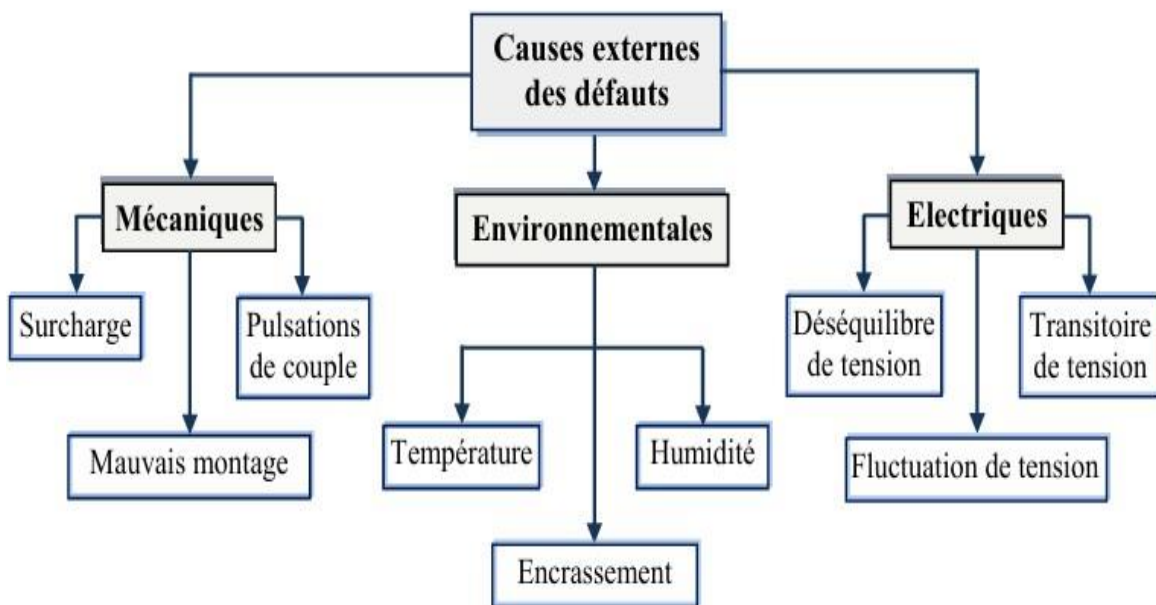 Causes externes
des défauts
Mécaniques
Environnementales
Electriques
Surcharge
Pulsations
de couple
Mauvais montage
Température
Humidité
Encrassement
Déséquilibre
de tension
Transitoire
de tension
Fluctuation de tension